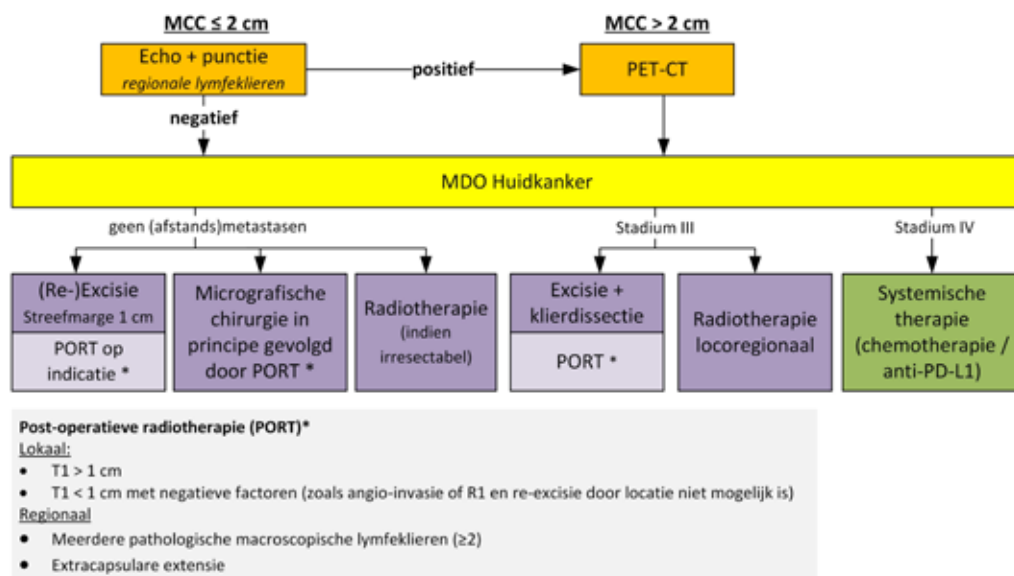 MCC ≤ 2 cm
MCC > 2 cm
Echo + punctie
regionale lymfeklieren
positief
PET-CT
negatief
MDO Huidkanker
geen (afstands)metastasen
Stadium III
Stadium IV
(Re-)Excisie
Streefmarge 1 cm
PORT op
indicatie *
Micrografische
chirurgie in
principe gevolgd
door PORT *
Radiotherapie
(indien
irresectabel)
Excisie +
klierdissectie
PORT *
Radiotherapie
locoregionaal
Systemische
therapie
(chemotherapie /
anti-PD-L1)
Post-operatieve radiotherapie (PORT)*
Lokaal:
• T1 > 1 cm
• T1 < 1 cm met negatieve factoren (zoals angio-invasie of R1 en re-excisie door locatie niet mogelijk is)
Regionaal
• Meerdere pathologische macroscopische lymfeklieren (≥2)
• Extracapsulare extensie